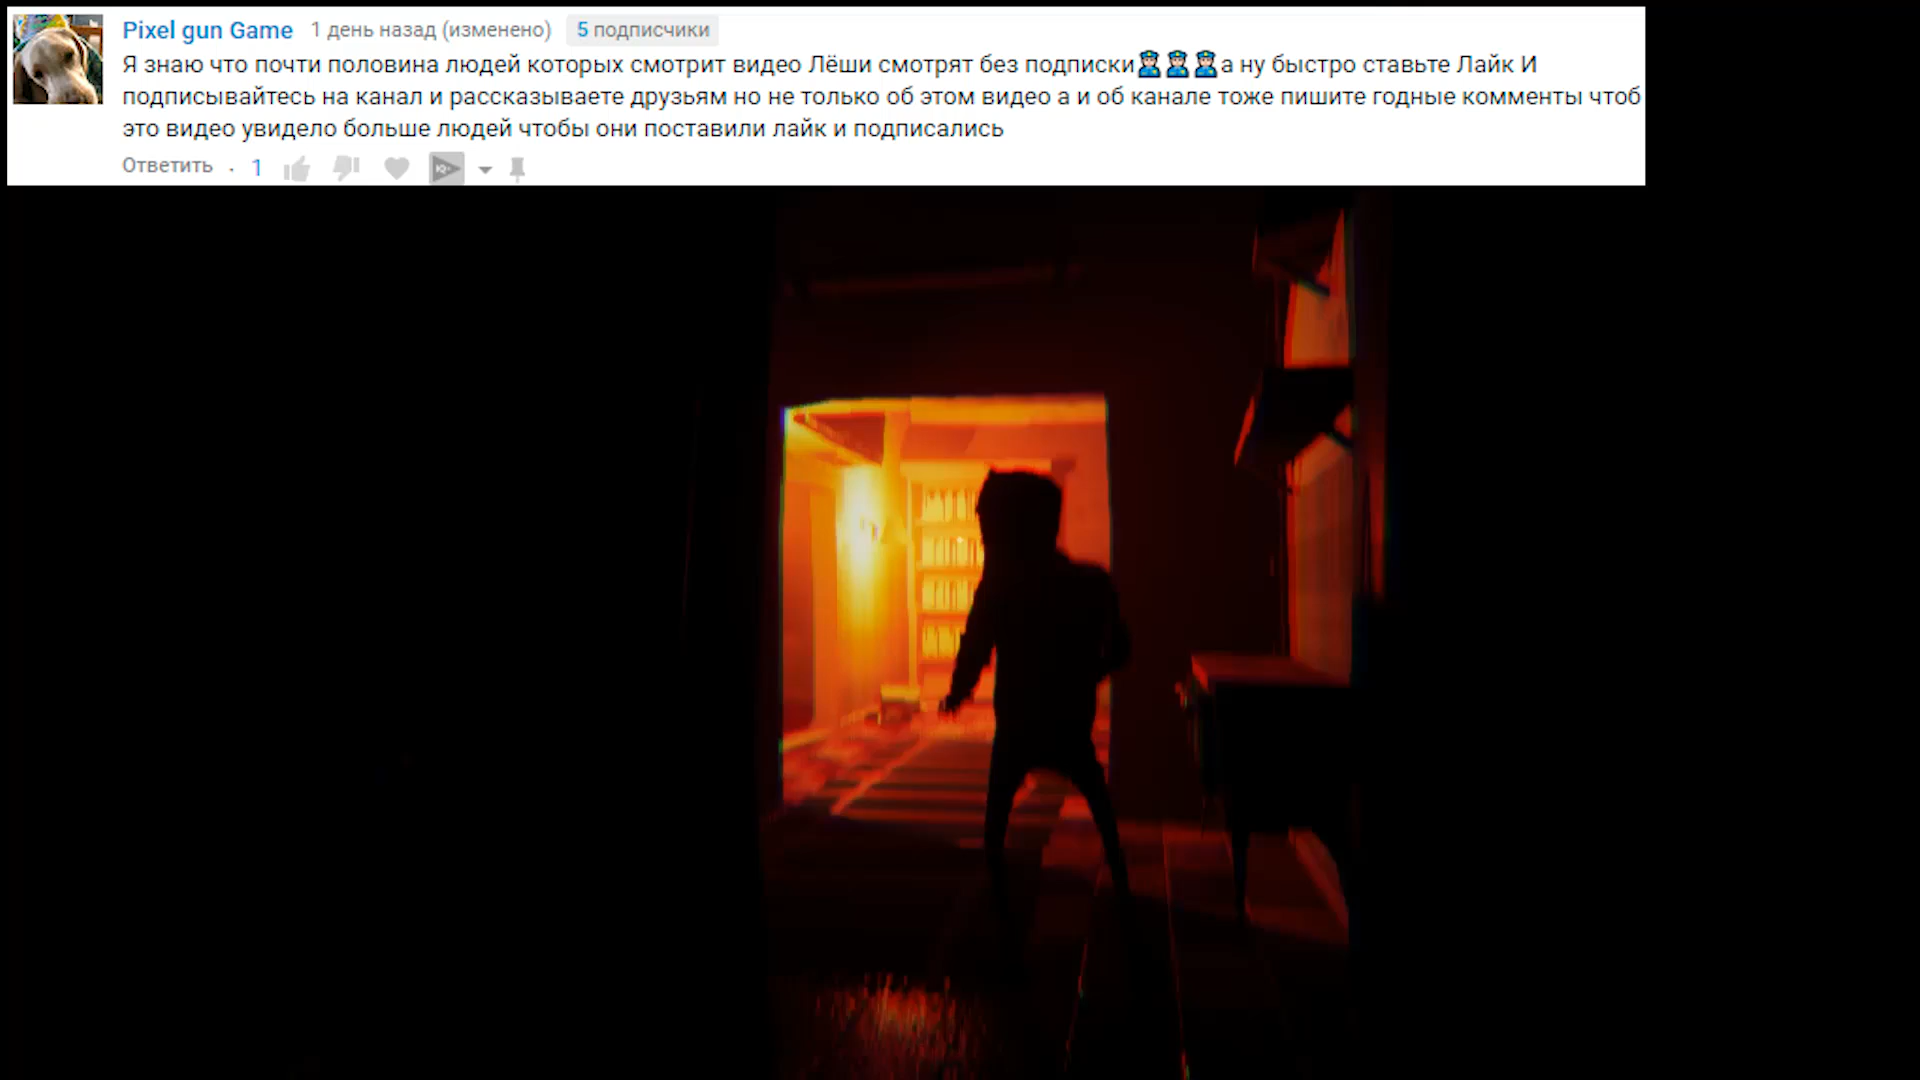 Pixel gun Game 1 день назад (изменено) 5 подписчики
Я знаю что почти половина людей которых смотрит видео Лёши смотрят без подписки👮👮👮а ну быстро ставьте Лайк И
подписывайтесь на канал и рассказываете друзьям но не только об этом видео а и об канале тоже пишите годные комменты чтоб
это видео увидело больше людей чтобы они поставили лайк и подписались
Ответить · 1